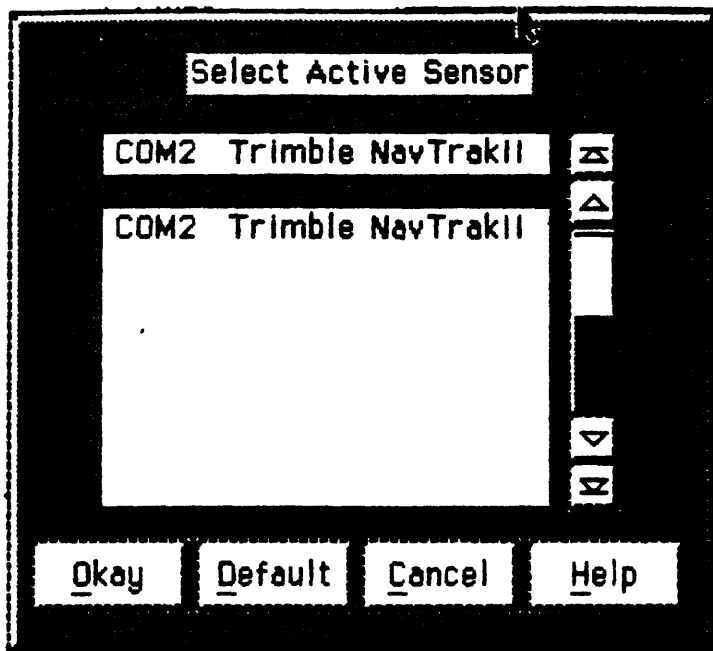 Select Active Sensor
COM2 Trimble NavTrakII
COM2 Trimble NavTrakII
Okay Default Cancel Help